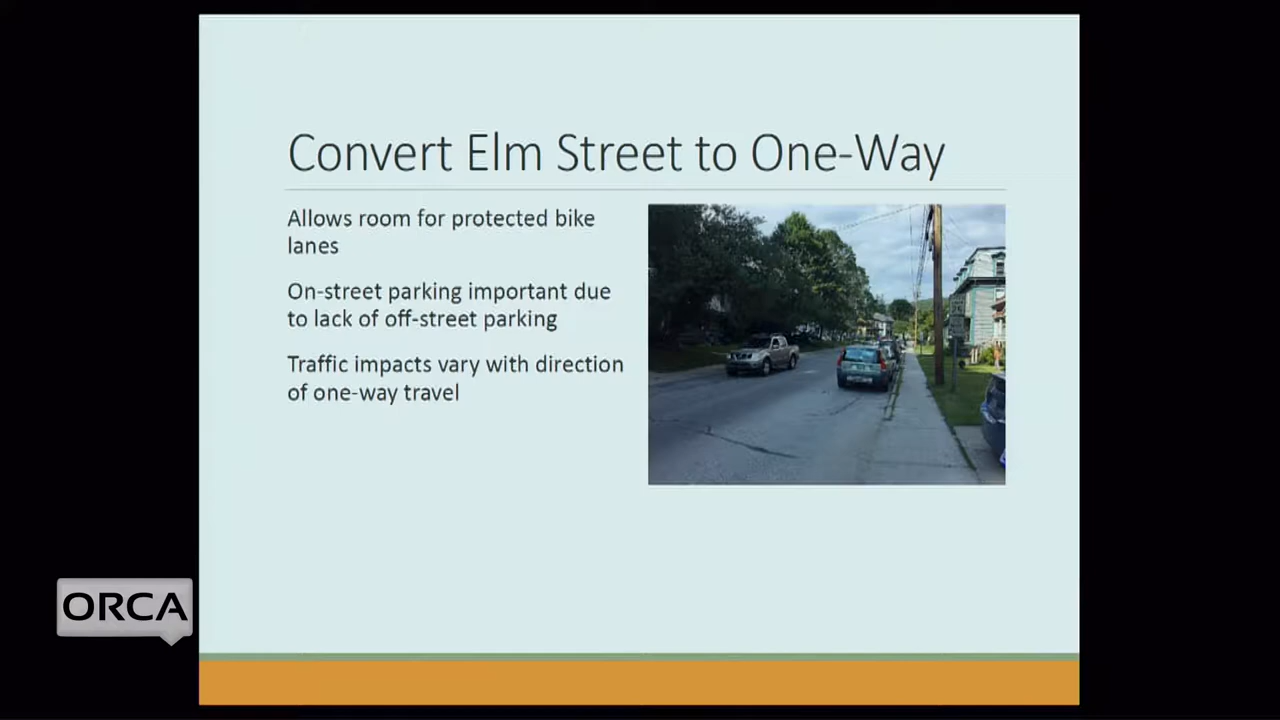 Convert Elm Street to One-Way
Allows room for protected bike
lanes
On-street parking important due
to lack of off-street parking
Traffic impacts vary with direction
of one-way travel
ORCA